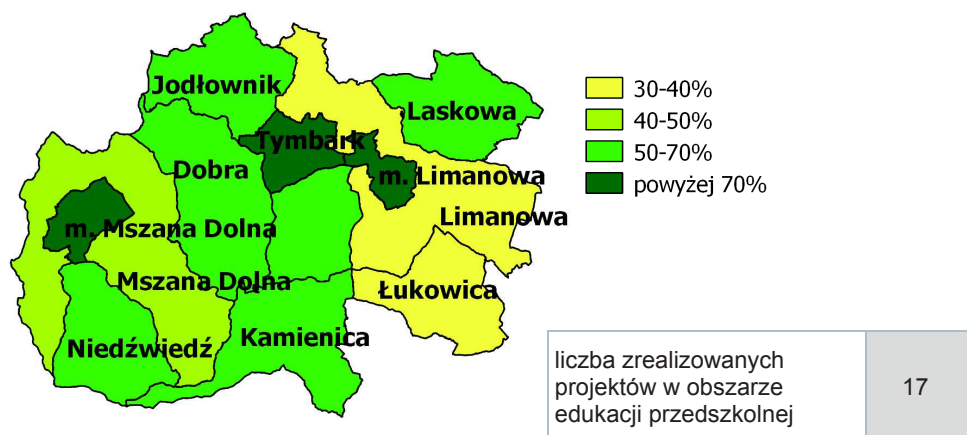 Jodłownik
Laskowa
Tymbark
Dobra
m. Limanowa
Limanowa
m. Mszana Dolna
Mszana Dolna
Łukowica
Niedźwiedź
Kamienica
30-40%
40-50%
50-70%
powyżej 70%
liczba zrealizowanych
projektów w obszarze
edukacji przedszkolnej
17